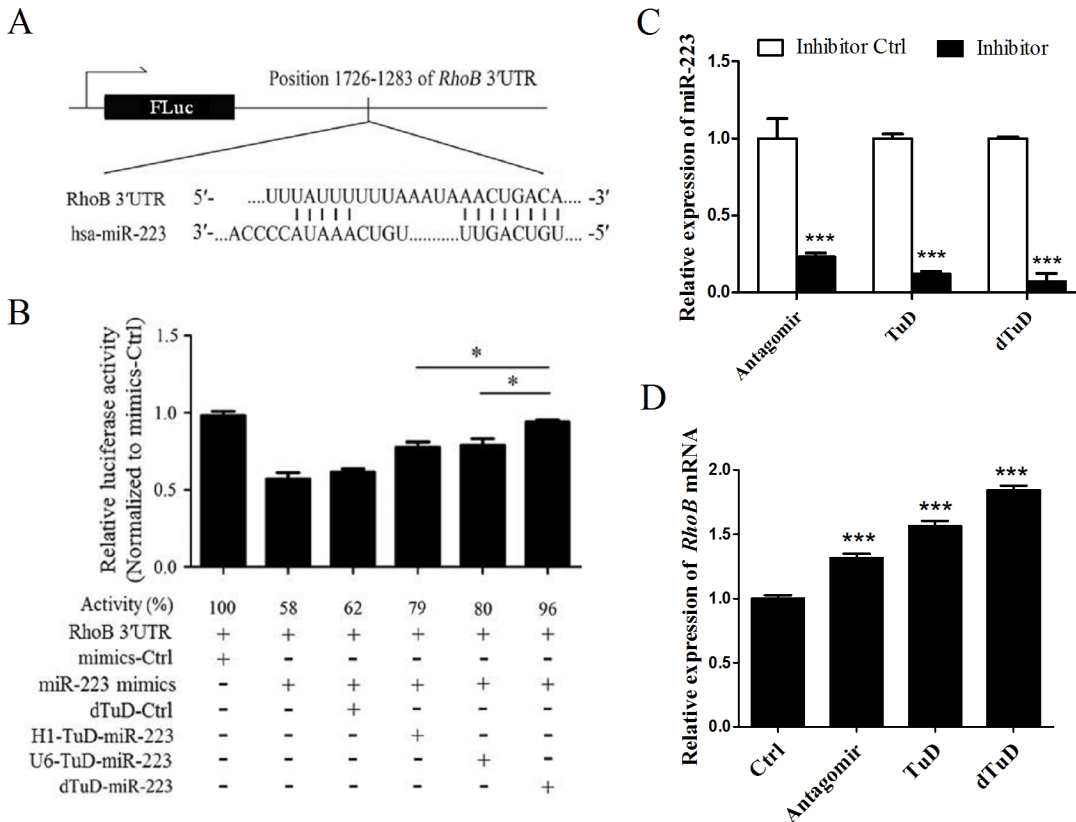 A
Position 1726-1283 of RhoB 3'UTR
FLuc
RhoB 3'UTR 5'- ....UUUUAUUUUUUAAAUAAACUGACA.... -3'
hsa-miR-223 3'-...ACCCCAUAAACUGU..........UUGACUGU.... -5'
B
Relative luciferase activity
(Normalized to mimics-Ctrl)
1.5
1.0
0.5
0.0
*
*
Activity (%) 100 58 62 79 80 96
RhoB 3'UTR + + + + + +
mimics-Ctrl + - - - - -
miR-223 mimics - + + + + +
dTuD-Ctrl - - + - - -
H1-TuD-miR-223 - - - + - -
U6-TuD-miR-223 - - - - + -
dTuD-miR-223 - - - - - +
C
Inhibitor Ctrl Inhibitor
Relative expression of miR-223
1.5
1.0
0.5
0.0
*** *** ***
Antagomir TuD dTuD
D
Relative expression of RhoB mRNA
2.0
1.5
1.0
0.5
0.0
*** *** ***
Ctrl Antagomir TuD dTuD